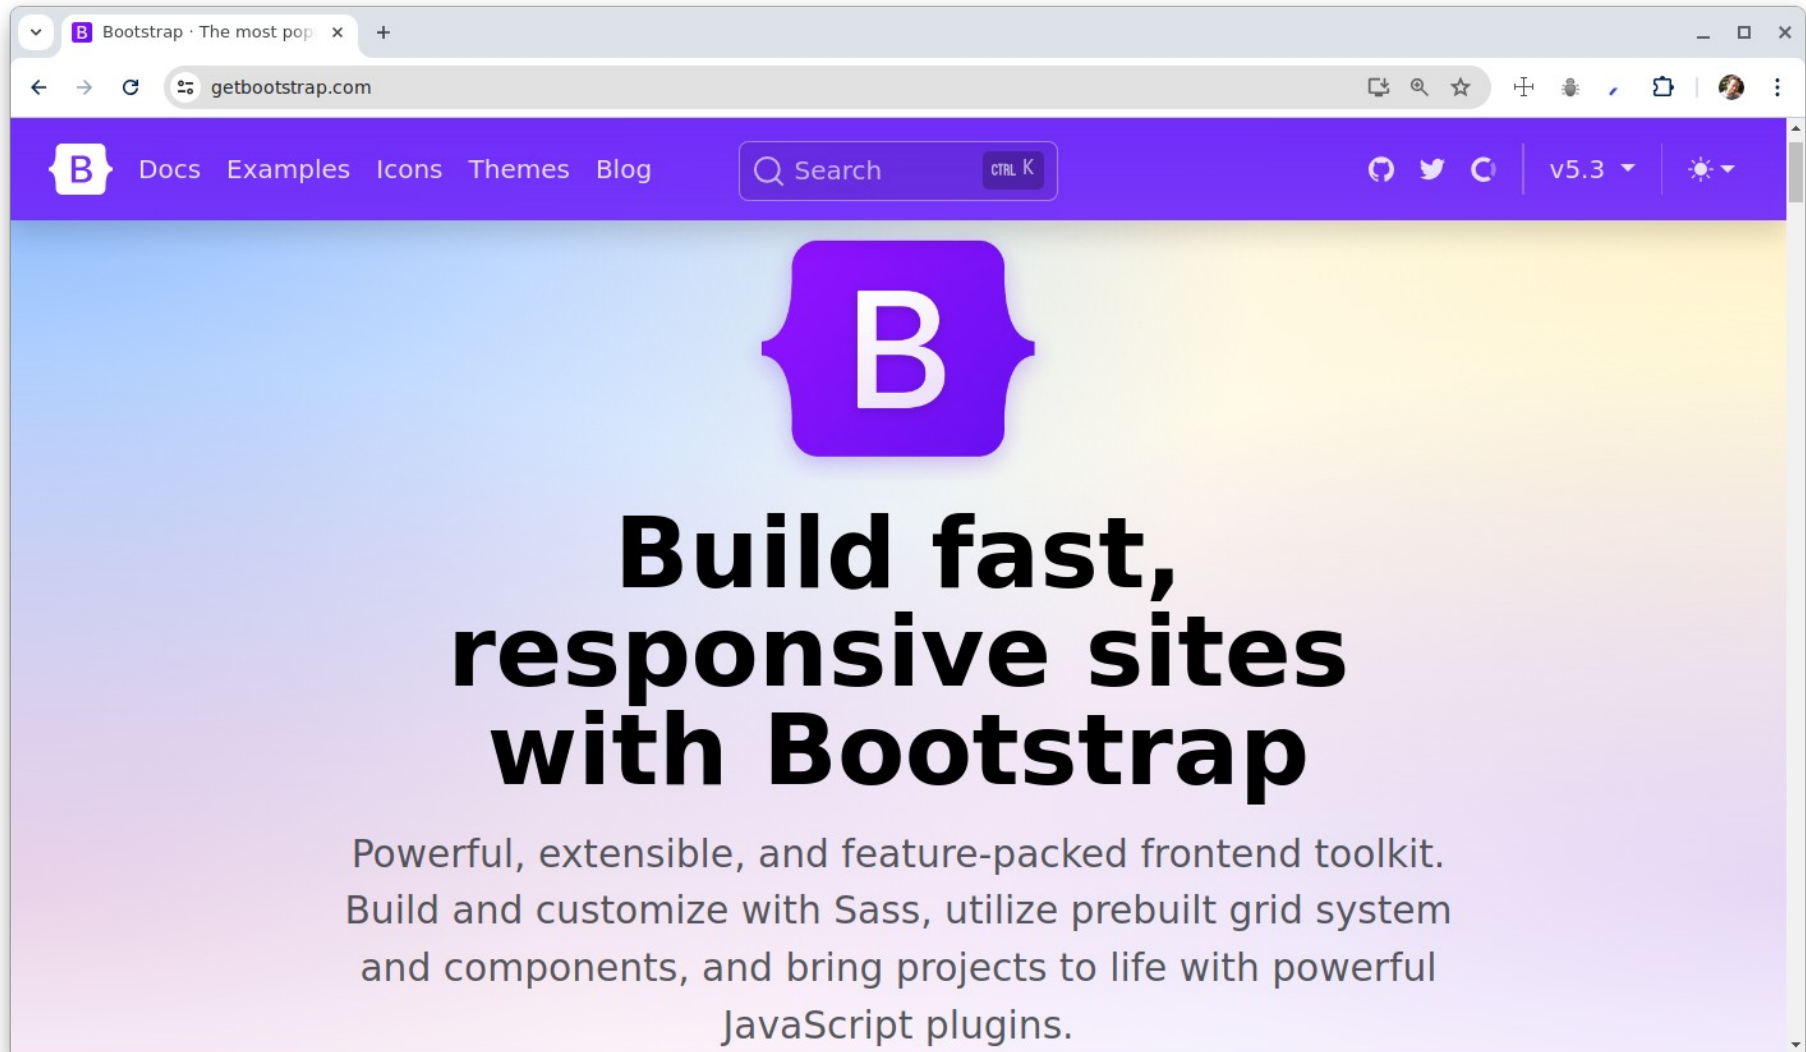 Bootstrap · The most pop
getbootstrap.com
B Docs Examples Icons Themes Blog Search CTRL K v5.3
B
Build fast,
responsive sites
with Bootstrap
Powerful, extensible, and feature-packed frontend toolkit.
Build and customize with Sass, utilize prebuilt grid system
and components, and bring projects to life with powerful
JavaScript plugins.